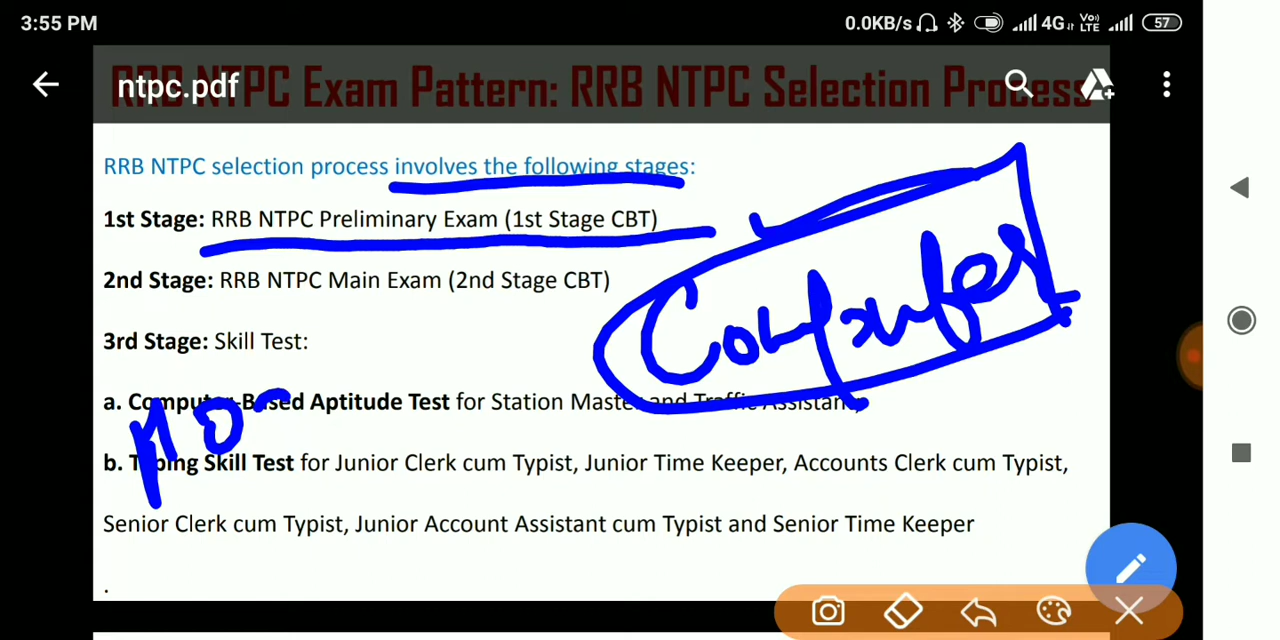 3:55 PM 0.0KB/s 4G Vo) LTE 57
RRB NTPC Exam Pattern: RRB NTPC Selection Process
ntpc.pdf
RRB NTPC selection process involves the following stages:
1st Stage: RRB NTPC Preliminary Exam (1st Stage CBT)
2nd Stage: RRB NTPC Main Exam (2nd Stage CBT)
Computer
3rd Stage: Skill Test:
a. Computer-Based Aptitude Test for Station Master and Traffic Assistant,
b. Typing Skill Test for Junior Clerk cum Typist, Junior Time Keeper, Accounts Clerk cum Typist,
Senior Clerk cum Typist, Junior Account Assistant cum Typist and Senior Time Keeper
.